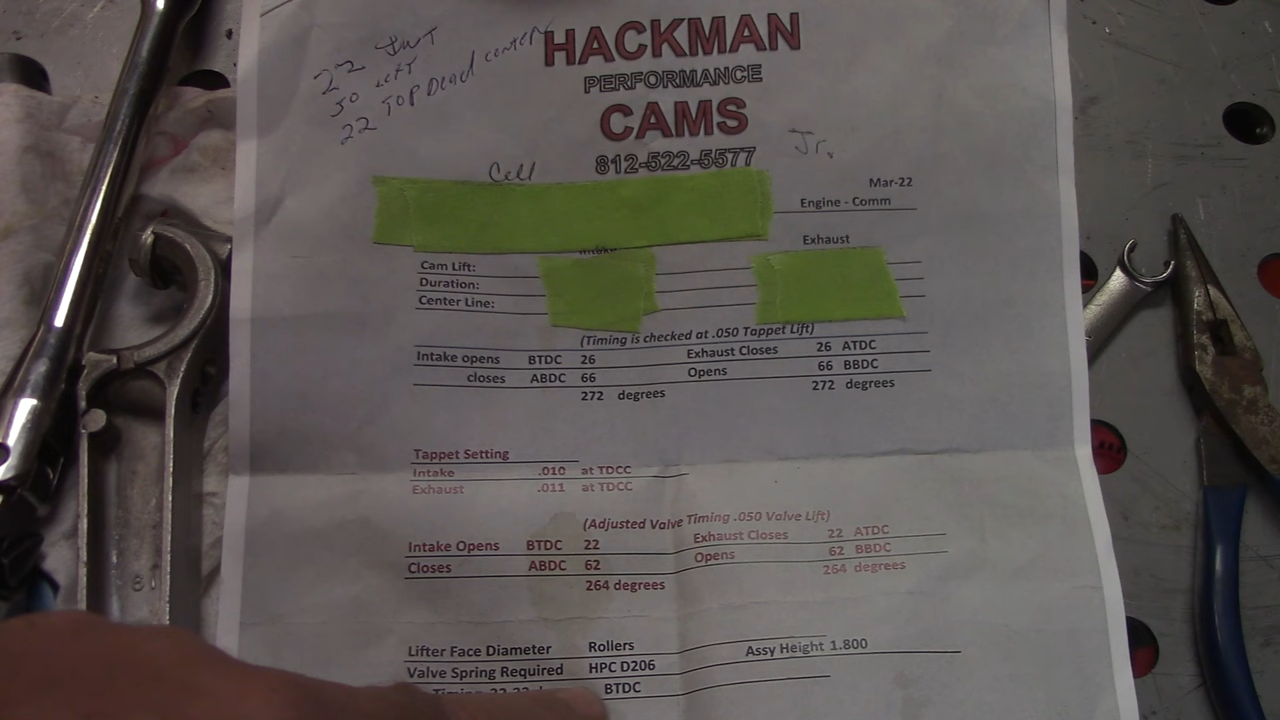 22
50 Left
22 TOP Dead center
HACKMAN
PERFORMANCE
CAMS
812-522-5577
Jr.
Cell
Mar-22
Engine - Comm
Exhaust
Cam Lift:
Duration:
Center Line:
(Timing is checked at .050 Tappet Lift)
Intake opens BTDC 26 Exhaust Closes 26 ATDC
closes ABDC 66 Opens 66 BBDC
272 degrees 272 degrees
Tappet Setting
Intake .010 at TDCC
Exhaust .011 at TDCC
(Adjusted Valve Timing .050 Valve Lift)
Intake Opens BTDC 22 Exhaust Closes 22 ATDC
Closes ABDC 62 Opens 62 BBDC
264 degrees 264 degrees
Lifter Face Diameter Rollers Assy Height 1.800
Valve Spring Required HPC D206
Timing BTDC